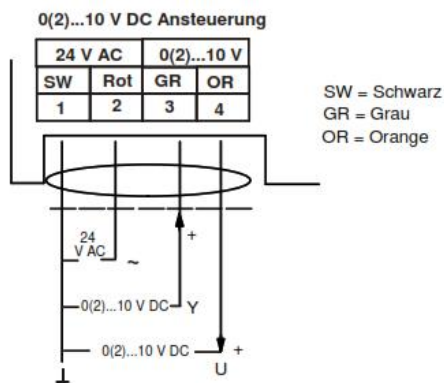 0(2)...10 V DC Ansteuerung
24 V AC 0(2)...10 V
SW Rot GR OR
1 2 3 4
SW = Schwarz
GR = Grau
OR = Orange
24
V AC
~
+
0(2)...10 V DC Y
0(2)...10 V DC +
U